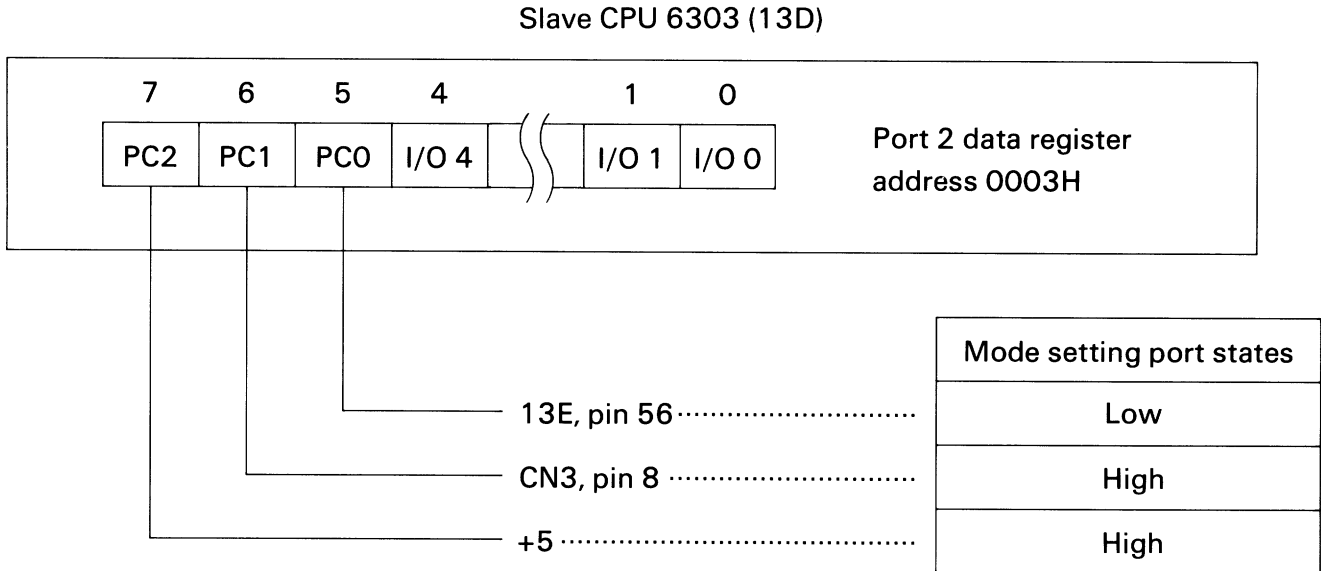 Slave CPU 6303 (13D)
7 6 5 4 1 0
PC2 PC1 PC0 I/O 4 I/O 1 I/O 0
Port 2 data register
address 0003H
Mode setting port states
13E, pin 56 Low
CN3, pin 8 High
+5 High